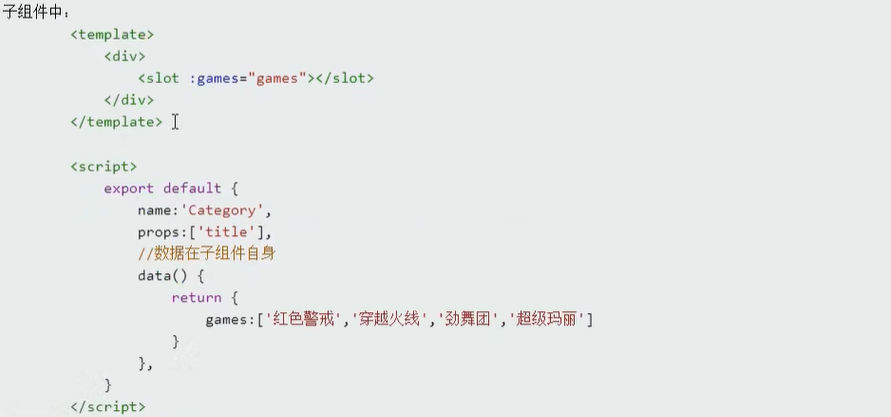 子组件中:
<template>
<div>
<slot :games="games"></slot>
</div>
</template>
<script>
export default {
name:'Category',
props:['title'],
//数据在子组件自身
data() {
return {
games:['红色警戒','穿越火线','劲舞团','超级玛丽']
}
},
}
</script>